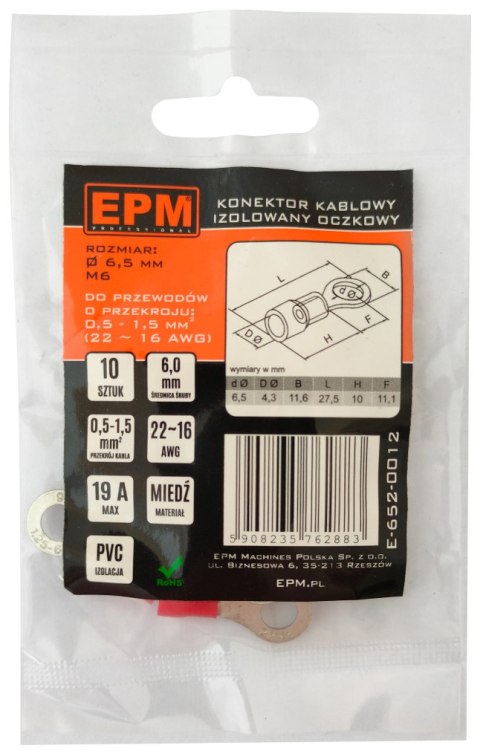 EPM
PROFESSIONAL
KONEKTOR KABLOWY
IZOLOWANY OCZKOWY
ROZMIAR:
Ø 6,5 MM
M6
DO PRZEWODÓW
O PRZEKROJU:
0,5 - 1,5 MM²
(22 ~ 16 AWG)
L
B
dØ
DØ
H
F
wymiary w mm
dØ DØ B L H F
6,5 4,3 11,6 27,5 10 11,1
10
SZTUK
6,0
mm
ŚREDNICA ŚRUBY
0,5-1,5
mm²
PRZEKRÓJ KABLA
22~16
AWG
19 A
MAX
MIEDŹ
MATERIAŁ
PVC
IZOLACJA
RoHS
5 908235 762883
E-652-0012
EPM MACHINES POLSKA SP. Z O.O.
UL. BIZNESOWA 6, 35-213 RZESZÓW
EPM.PL